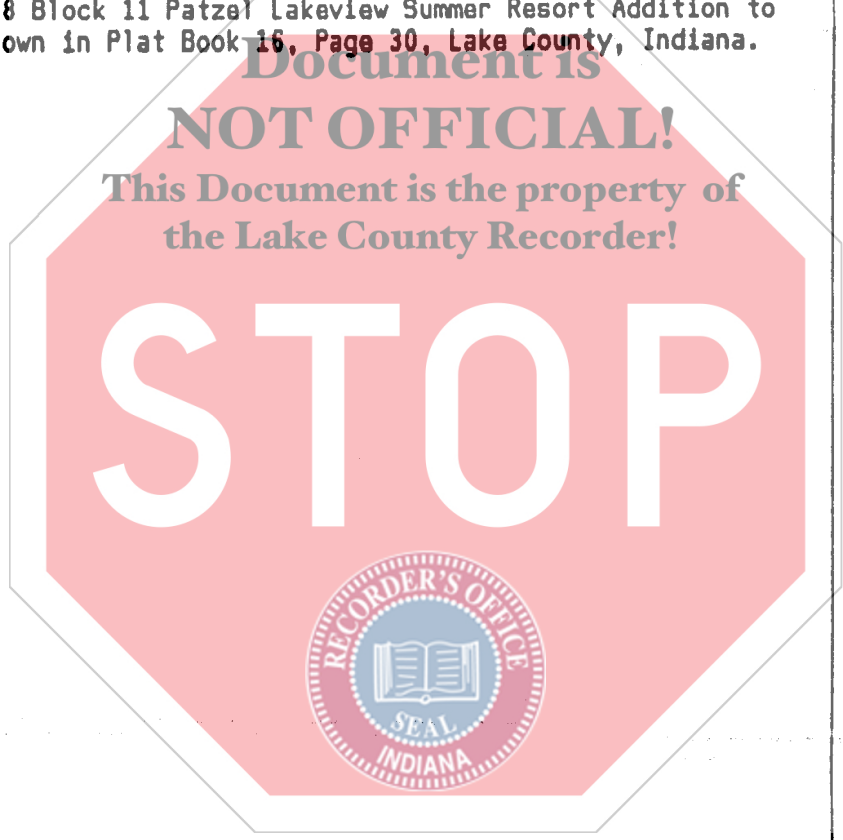 8 Block 11 Patzel Lakeview Summer Resort Addition to
own in Plat Book 16, Page 30, Lake County, Indiana.
Document is
NOT OFFICIAL!
This Document is the property of
the Lake County Recorder!
STOP
RECORDER'S OFFICE
SEAL
INDIANA